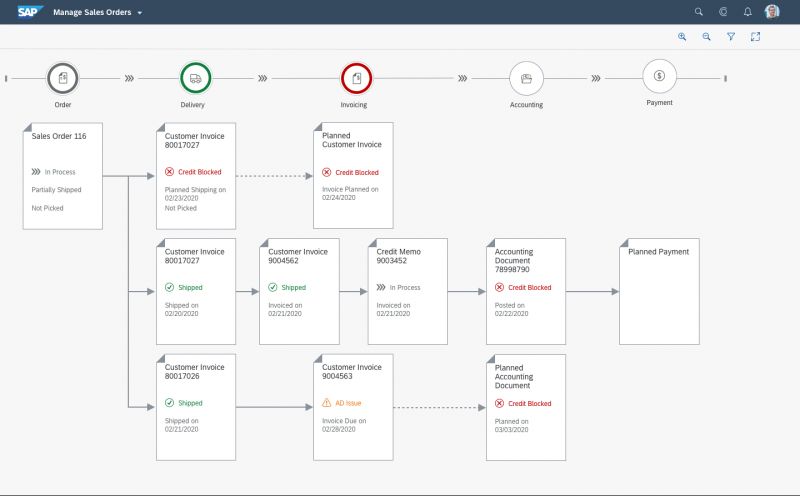 SAP Manage Sales Orders
Order
Delivery
Invoicing
Accounting
Payment
Sales Order 116
In Process
Partially Shipped
Not Picked
Customer Invoice
80017027
Credit Blocked
Planned Shipping on
02/23/2020
Not Picked
Planned
Customer Invoice
Credit Blocked
Invoice Planned on
02/24/2020
Customer Invoice
80017027
Shipped
Shipped on
02/20/2020
Customer Invoice
9004562
Shipped
Invoiced on
02/21/2020
Credit Memo
9003452
In Process
Invoiced on
02/21/2020
Accounting
Document
78998790
Credit Blocked
Posted on
02/22/2020
Planned Payment
Customer Invoice
80017026
Shipped
Shipped on
02/21/2020
Customer Invoice
9004563
AD Issue
Invoice Due on
02/28/2020
Planned
Accounting
Document
Credit Blocked
Planned on
03/03/2020